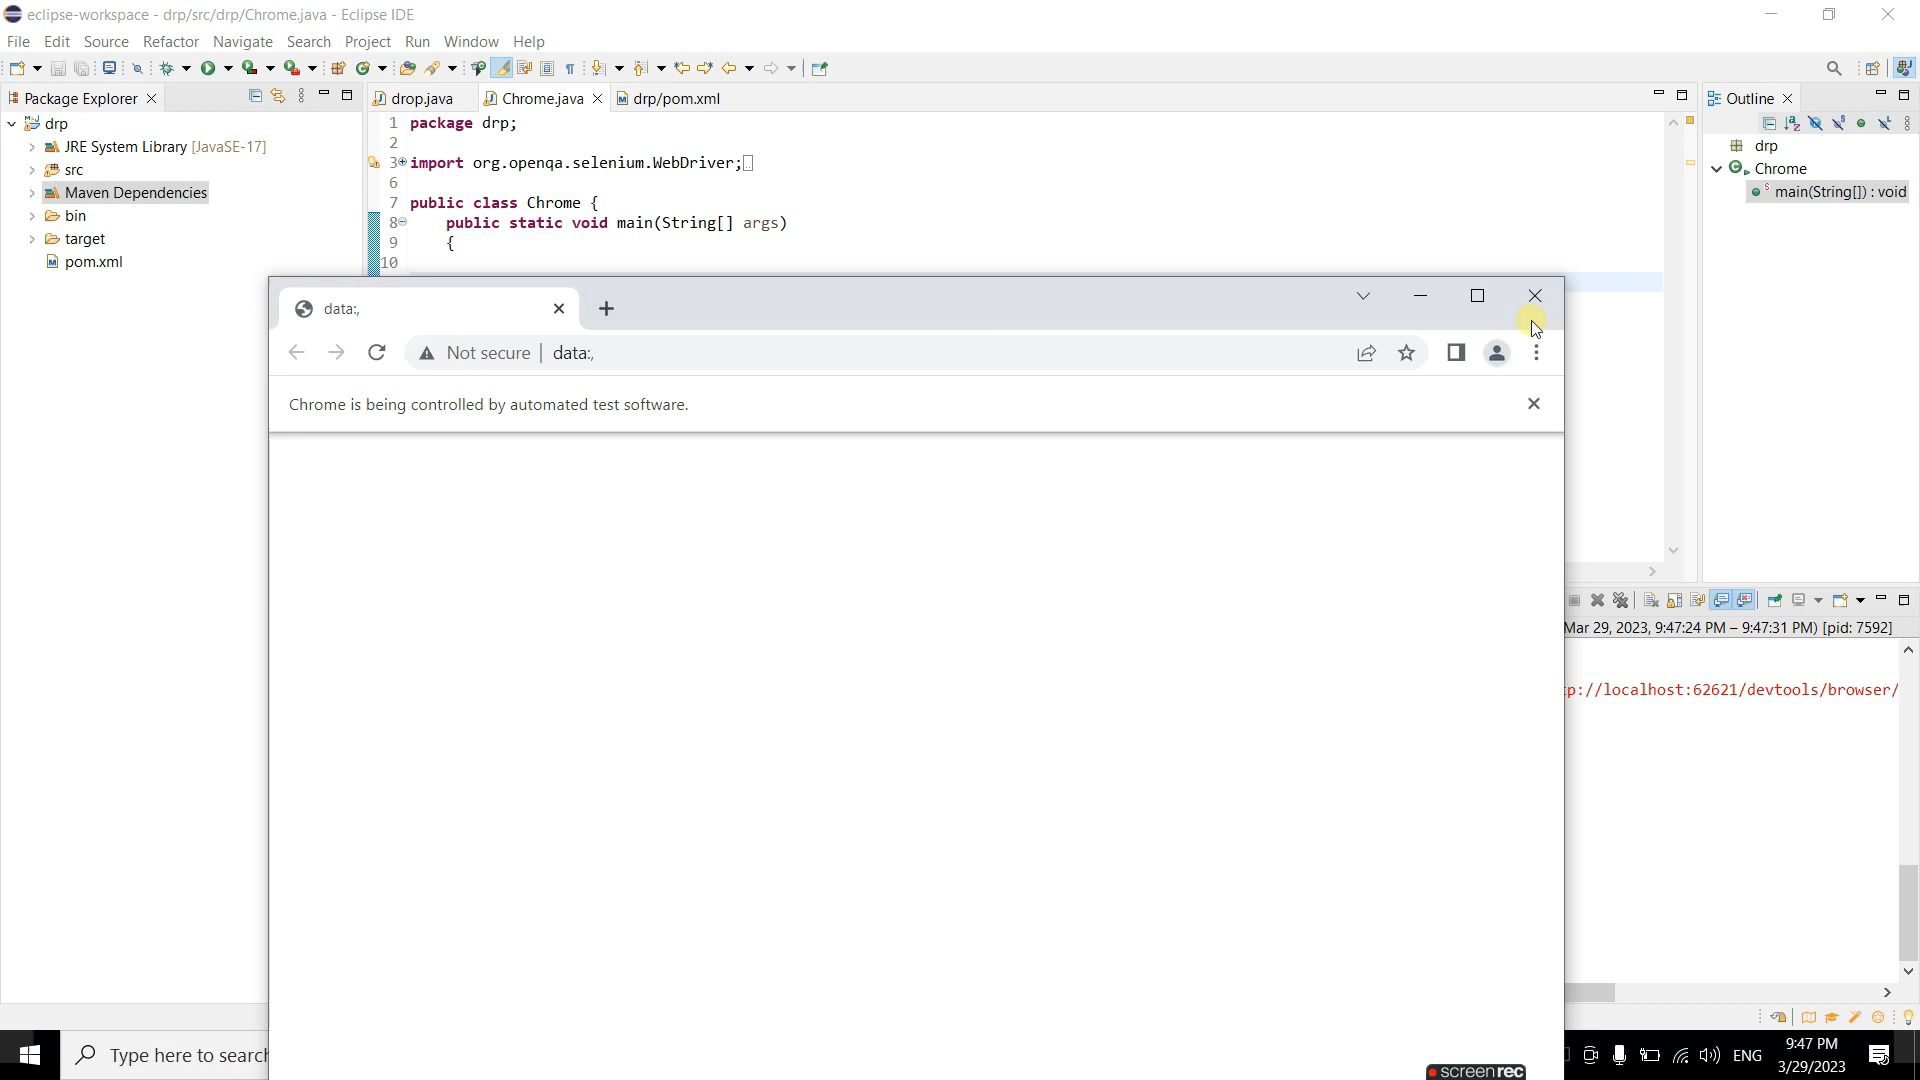 eclipse-workspace - drp/src/drp/Chrome.java - Eclipse IDE
File Edit Source Refactor Navigate Search Project Run Window Help
Package Explorer
drp
JRE System Library [JavaSE-17]
src
Maven Dependencies
bin
target
pom.xml
drop.java Chrome.java drp/pom.xml
1 package drp;
2
3 import org.openqa.selenium.WebDriver;
6
7 public class Chrome {
8 public static void main(String[] args)
9 {
10
Outline
drp
Chrome
main(String[]) : void
data:,
Not secure data:,
Chrome is being controlled by automated test software.
Mar 29, 2023, 9:47:24 PM – 9:47:31 PM) [pid: 7592]
p://localhost:62621/devtools/browser/
Type here to search
screenrec
ENG
9:47 PM
3/29/2023